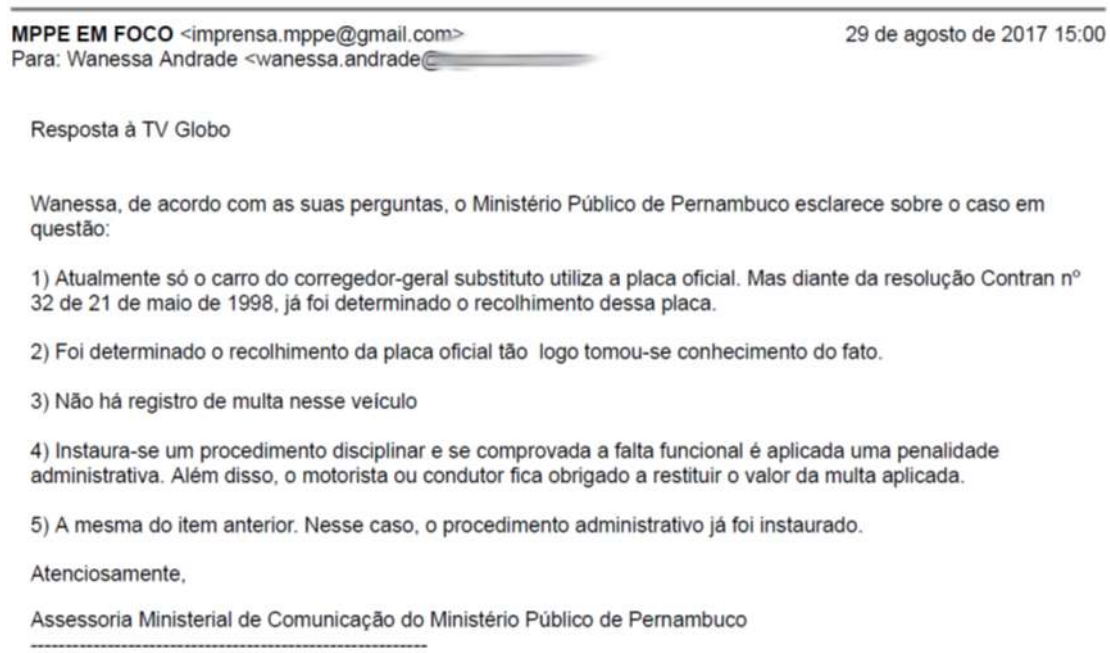 MPPE EM FOCO <imprensa.mppe@gmail.com> 29 de agosto de 2017 15:00
Para: Wanessa Andrade <wanessa.andrade@
Resposta à TV Globo
Wanessa, de acordo com as suas perguntas, o Ministério Público de Pernambuco esclarece sobre o caso em
questão:
1) Atualmente só o carro do corregedor-geral substituto utiliza a placa oficial. Mas diante da resolução Contran nº
32 de 21 de maio de 1998, já foi determinado o recolhimento dessa placa.
2) Foi determinado o recolhimento da placa oficial tão logo tomou-se conhecimento do fato.
3) Não há registro de multa nesse veículo
4) Instaura-se um procedimento disciplinar e se comprovada a falta funcional é aplicada uma penalidade
administrativa. Além disso, o motorista ou condutor fica obrigado a restituir o valor da multa aplicada.
5) A mesma do item anterior. Nesse caso, o procedimento administrativo já foi instaurado.
Atenciosamente,
Assessoria Ministerial de Comunicação do Ministério Público de Pernambuco
---------------------------------------------------------